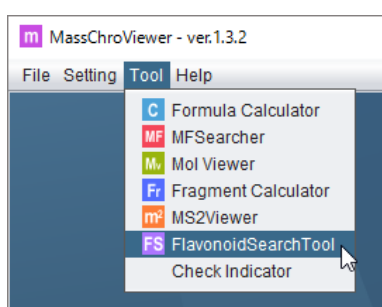 m MassChroViewer - ver.1.3.2
File Setting Tool Help
C Formula Calculator
MF MFSearcher
Mv Mol Viewer
Fr Fragment Calculator
m² MS2Viewer
FS FlavonoidSearchTool
Check Indicator